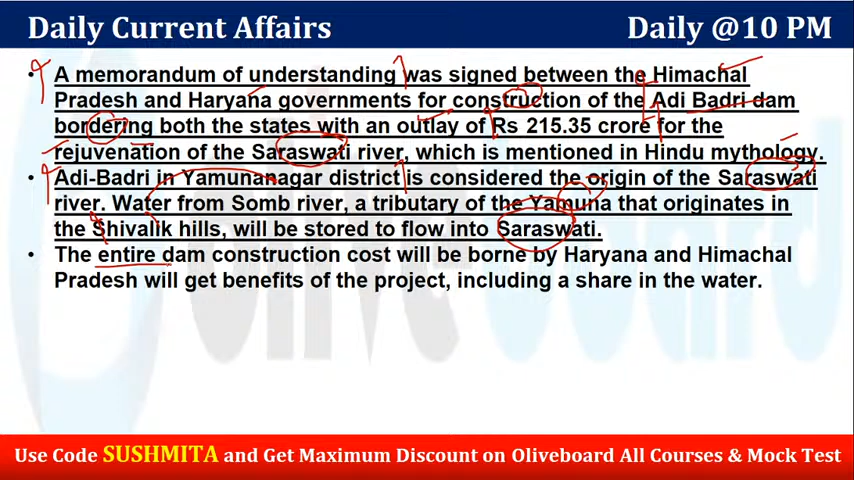 Daily Current Affairs Daily @10 PM
• A memorandum of understanding was signed between the Himachal
Pradesh and Haryana governments for construction of the Adi Badri dam
bordering both the states with an outlay of Rs 215.35 crore for the
rejuvenation of the Saraswati river, which is mentioned in Hindu mythology.
• Adi-Badri in Yamunanagar district is considered the origin of the Saraswati
river. Water from Somb river, a tributary of the Yamuna that originates in
the Shivalik hills, will be stored to flow into Saraswati.
• The entire dam construction cost will be borne by Haryana and Himachal
Pradesh will get benefits of the project, including a share in the water.
oliveboard
Use Code SUSHMITA and Get Maximum Discount on Oliveboard All Courses & Mock Test